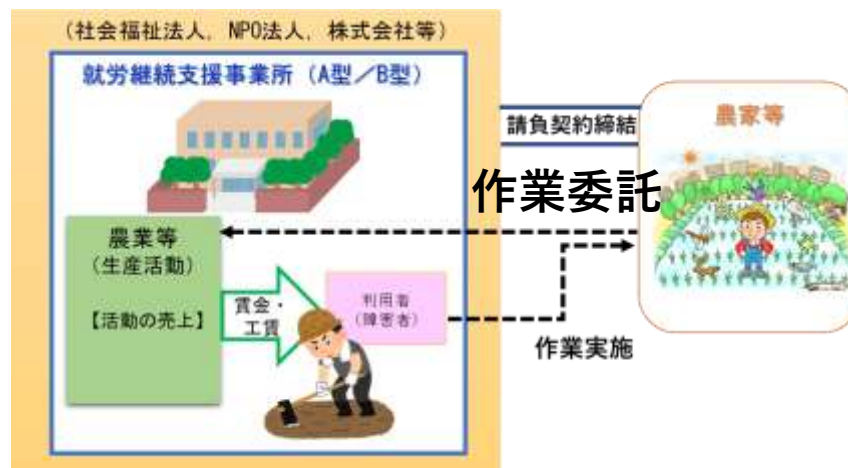 （社会福祉法人，NPO法人，株式会社等）
就労継続支援事業所（A型／B型）
請負契約締結
農家等
作業委託
農業等
（生産活動）
【活動の売上】
賃金・
工賃
利用者
（障害者）
作業実施